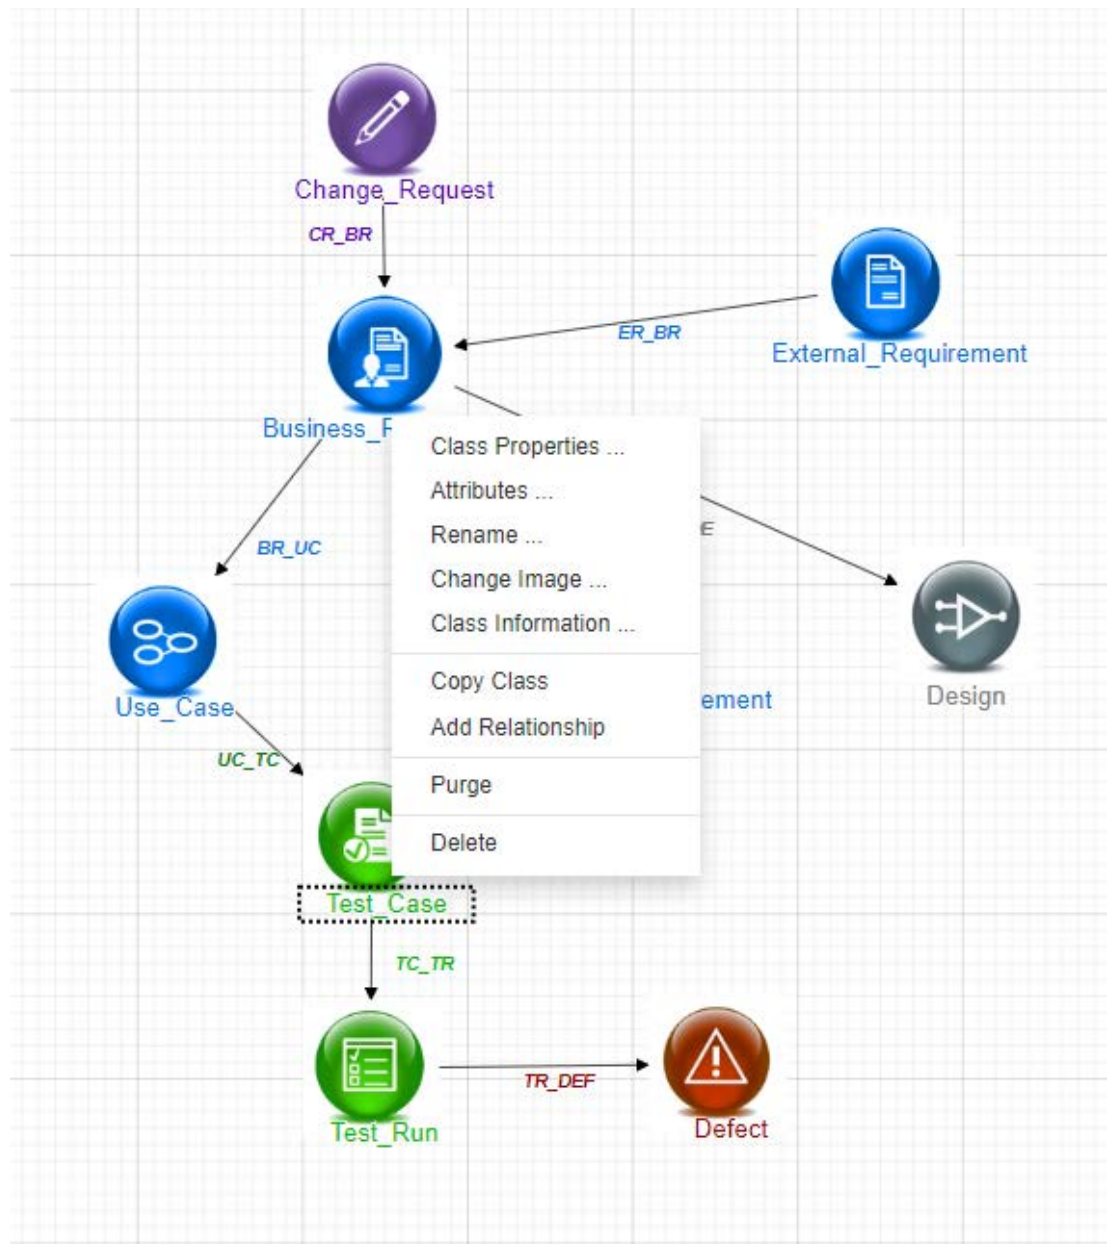 Change_Request
CR_BR
ER_BR
External_Requirement
Business_R
Class Properties ...
Attributes ...
Rename ...
Change Image ...
Class Information ...
Copy Class
Add Relationship
Purge
Delete
E
BR_UC
Use_Case
ement
Design
UC_TC
Test_Case
TC_TR
Test_Run
TR_DEF
Defect